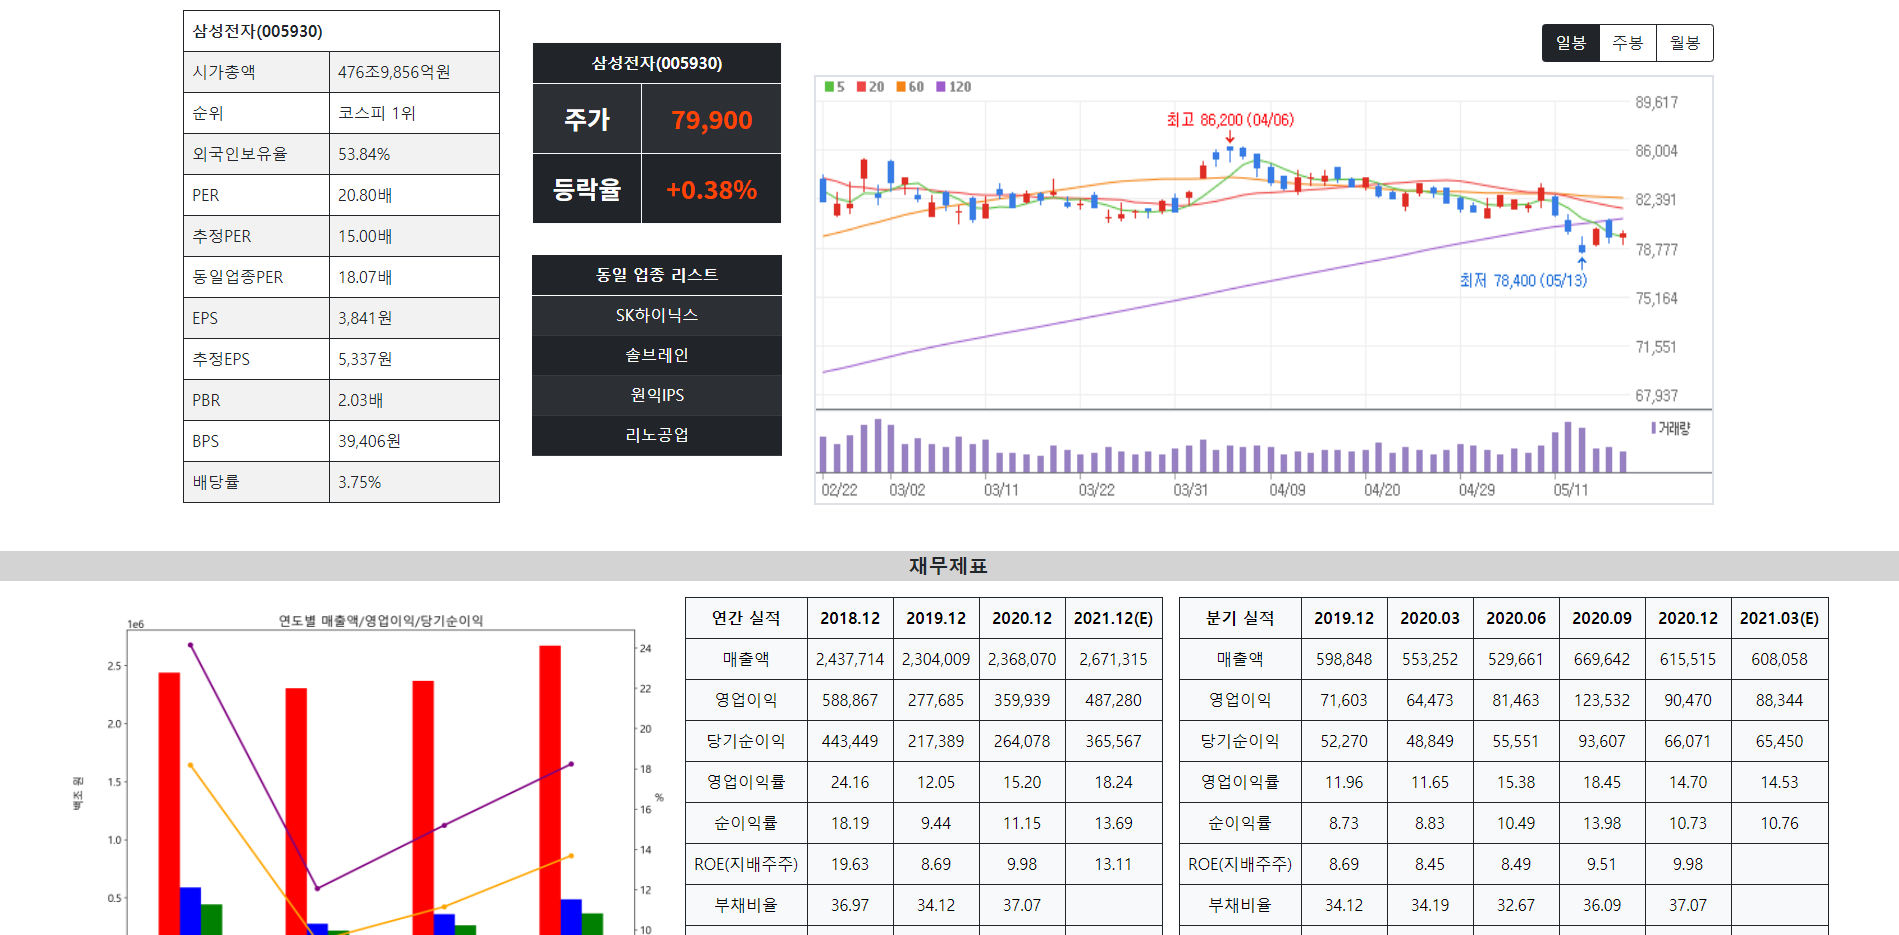 삼성전자(005930)
시가총액 476조9,856억원
순위 코스피 1위
외국인보유율 53.84%
PER 20.80배
추정PER 15.00배
동일업종PER 18.07배
EPS 3,841원
추정EPS 5,337원
PBR 2.03배
BPS 39,406원
배당률 3.75%
삼성전자(005930)
주가 79,900
등락율 +0.38%
동일 업종 리스트
SK하이닉스
솔브레인
원익IPS
리노공업
일봉 주봉 월봉
5 20 60 120
89,617
최고 86,200 (04/06)
86,004
82,391
78,777
최저 78,400 (05/13)
75,164
71,551
67,937
거래량
02/22 03/02 03/11 03/22 03/31 04/09 04/20 04/29 05/11
재무제표
연도별 매출액/영업이익/당기순이익
1e6
2.5
2.0
1.5
1.0
0.5
백조 원
24
22
20
18
16
14
12
10
%
연간 실적 2018.12 2019.12 2020.12 2021.12(E)
매출액 2,437,714 2,304,009 2,368,070 2,671,315
영업이익 588,867 277,685 359,939 487,280
당기순이익 443,449 217,389 264,078 365,567
영업이익률 24.16 12.05 15.20 18.24
순이익률 18.19 9.44 11.15 13.69
ROE(지배주주) 19.63 8.69 9.98 13.11
부채비율 36.97 34.12 37.07
분기 실적 2019.12 2020.03 2020.06 2020.09 2020.12 2021.03(E)
매출액 598,848 553,252 529,661 669,642 615,515 608,058
영업이익 71,603 64,473 81,463 123,532 90,470 88,344
당기순이익 52,270 48,849 55,551 93,607 66,071 65,450
영업이익률 11.96 11.65 15.38 18.45 14.70 14.53
순이익률 8.73 8.83 10.49 13.98 10.73 10.76
ROE(지배주주) 8.69 8.45 8.49 9.51 9.98
부채비율 34.12 34.19 32.67 36.09 37.07